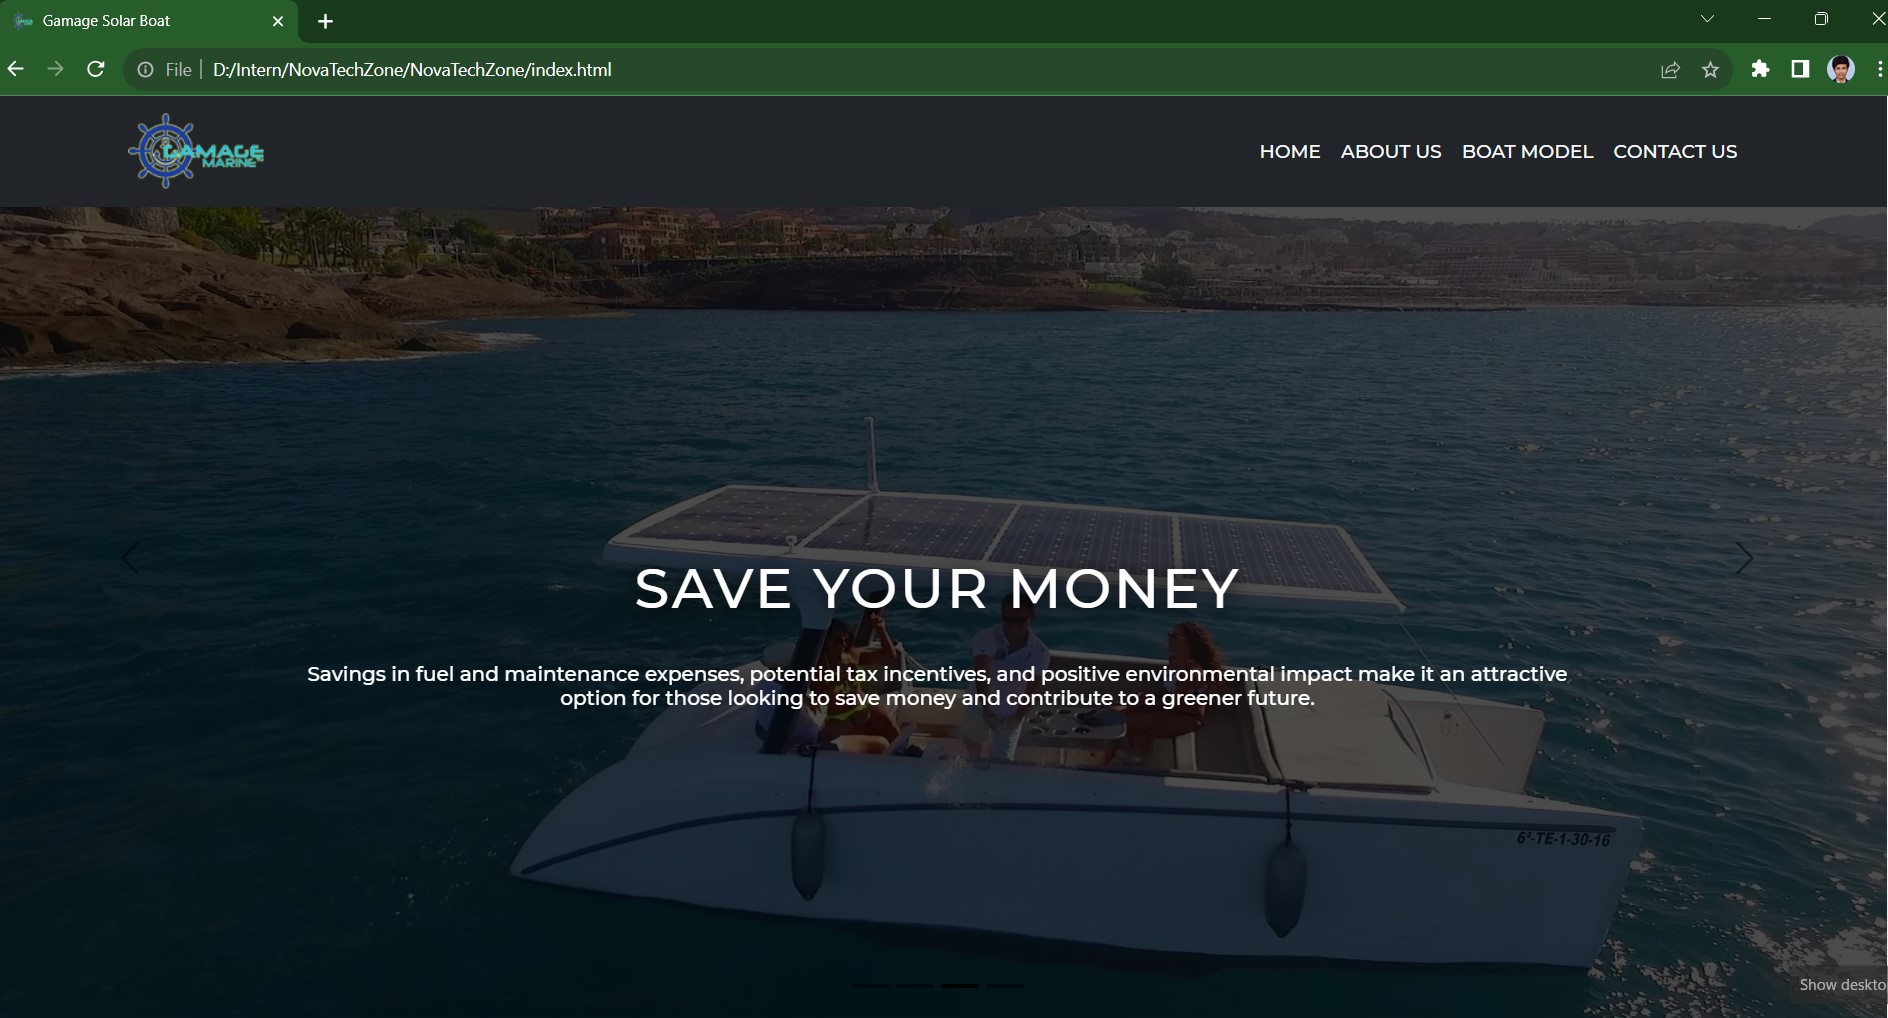 Gamage Solar Boat
File
D:/Intern/NovaTechZone/NovaTechZone/index.html
GAMAGE
MARINE
HOME ABOUT US BOAT MODEL CONTACT US
SAVE YOUR MONEY
Savings in fuel and maintenance expenses, potential tax incentives, and positive environmental impact make it an attractive
option for those looking to save money and contribute to a greener future.
6ª-TE-1-30-16
Show deskto